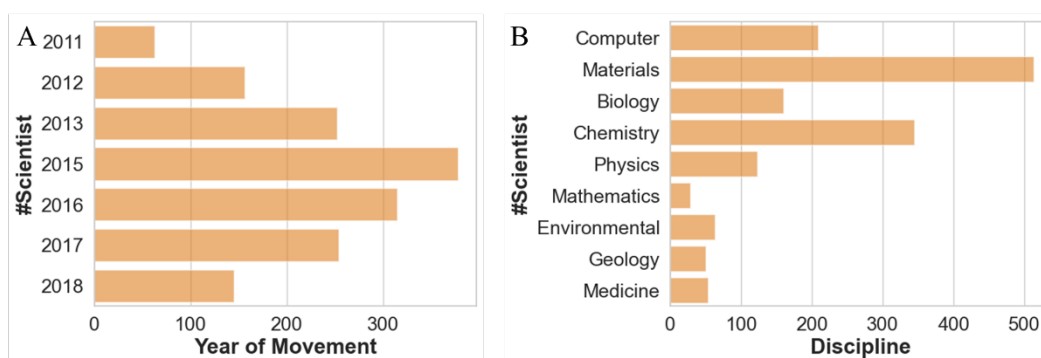 A
#Scientist
2011
2012
2013
2015
2016
2017
2018
0 100 200 300
Year of Movement
B
#Scientist
Computer
Materials
Biology
Chemistry
Physics
Mathematics
Environmental
Geology
Medicine
0 100 200 300 400 500
Discipline